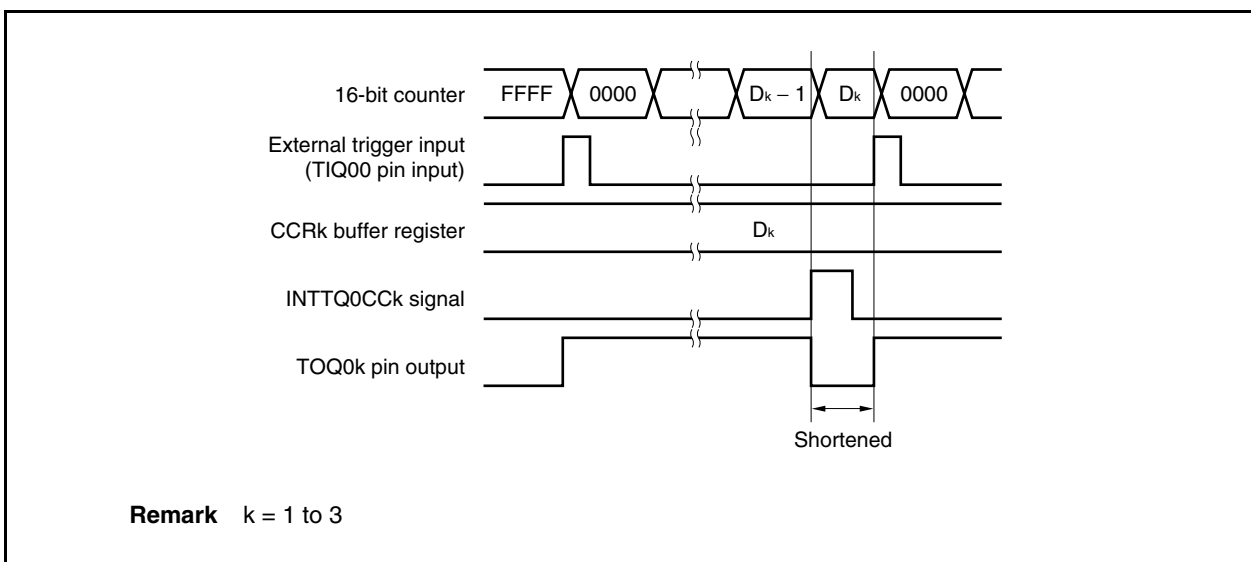 16-bit counter FFFF 0000 Dk − 1 Dk 0000
External trigger input
(TIQ00 pin input)
CCRk buffer register Dk
INTTQ0CCk signal
TOQ0k pin output
Shortened
Remark k = 1 to 3